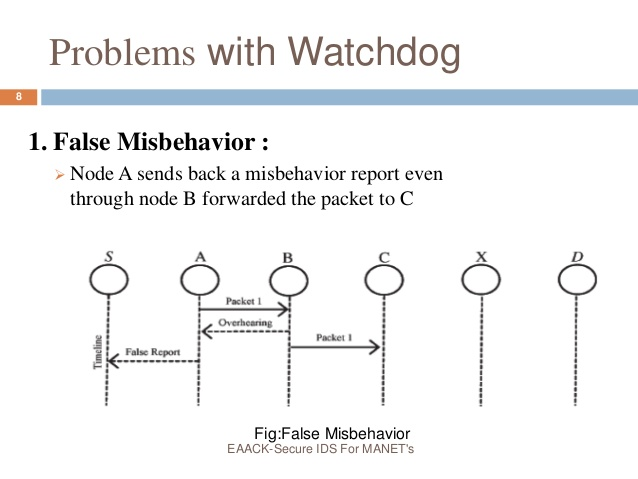 Problems with Watchdog
8
1. False Misbehavior :
➢ Node A sends back a misbehavior report even
through node B forwarded the packet to C
S A B C X D
Packet 1
Overhearing
Packet 1
False Report
Timeline
Fig:False Misbehavior
EAACK-Secure IDS For MANET's